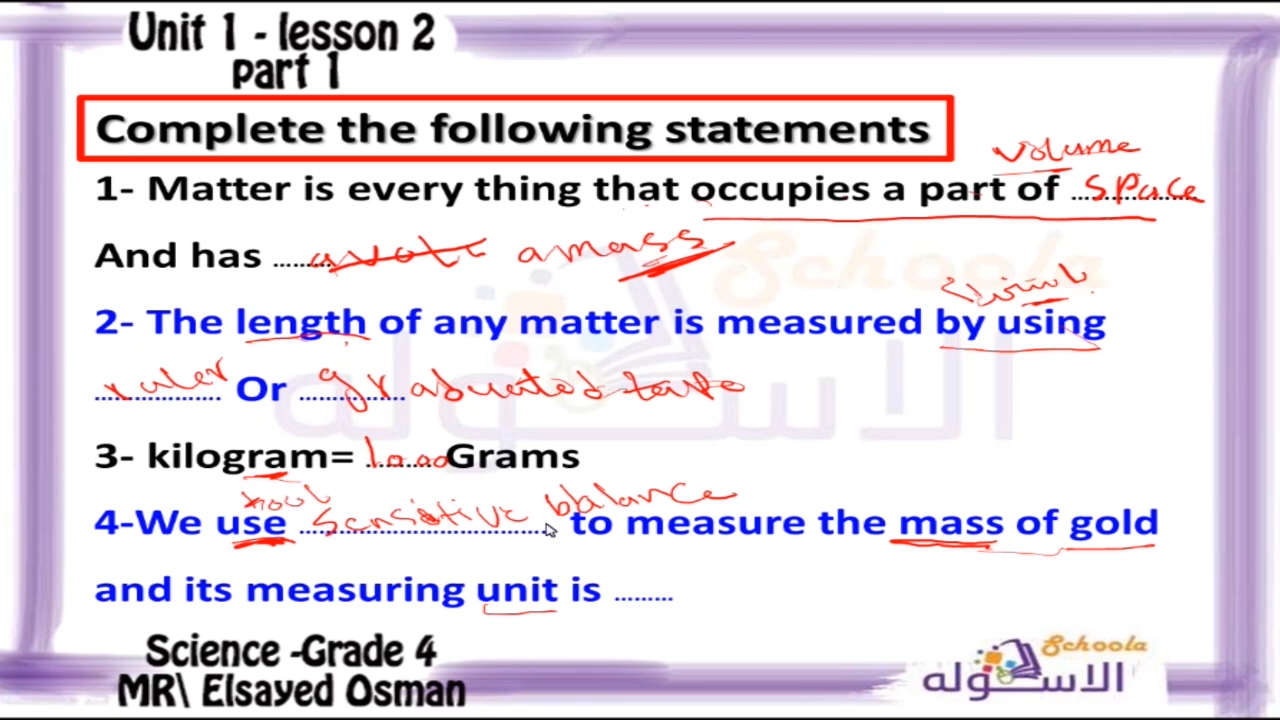 Unit 1 - lesson 2
part 1
Complete the following statements
volume
1- Matter is every thing that occupies a part of ........ space
And has ........ a mass
2- The length of any matter is measured by using
ruler Or ........ graduated tape
3- kilogram= 1000 Grams
tool
4-We use sensitive balance to measure the mass of gold
and its measuring unit is .........
Science -Grade 4
MR\ Elsayed Osman
Schoola
الاسكوله